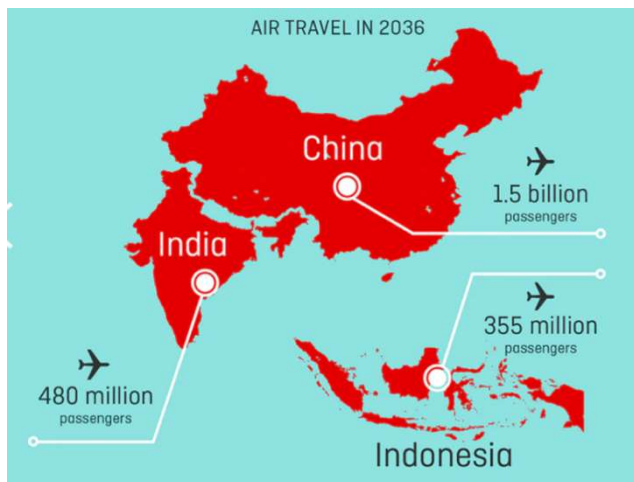 AIR TRAVEL IN 2036
China
1.5 billion
passengers
India
355 million
passengers
480 million
passengers
Indonesia